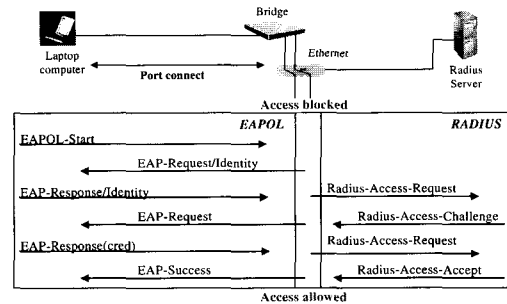 Bridge
Ethernet
Laptop
computer
Port connect
Radius
Server
Access blocked
EAPOL
RADIUS
EAPOL-Start
EAP-Request/Identity
EAP-Response/Identity
Radius-Access-Request
EAP-Request
Radius-Access-Challenge
EAP-Response(cred)
Radius-Access-Request
EAP-Success
Radius-Access-Accept
Access allowed